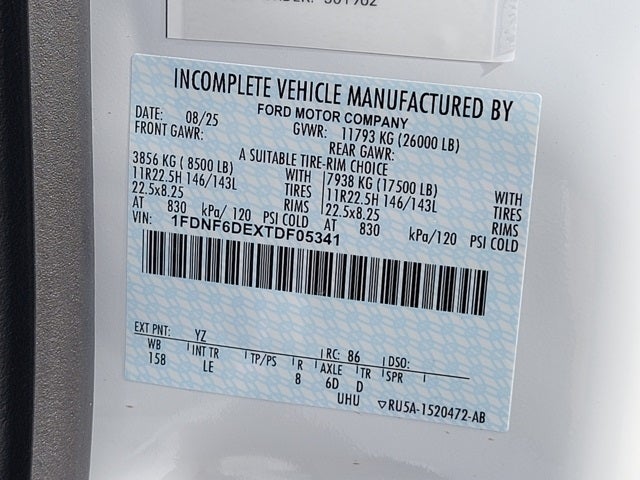 INCOMPLETE VEHICLE MANUFACTURED BY
FORD MOTOR COMPANY
DATE: 08/25 GVWR: 11793 KG (26000 LB)
FRONT GAWR: REAR GAWR:
A SUITABLE TIRE-RIM CHOICE
3856 KG ( 8500 LB) WITH 7938 KG (17500 LB) WITH
11R22.5H 146/143L TIRES 11R22.5H 146/143L TIRES
22.5x8.25 RIMS 22.5x8.25 RIMS
AT 830 kPa/ 120 PSI COLD AT 830 kPa/120 PSI COLD
VIN: 1FDNF6DEXTDF05341
EXT PNT: YZ RC: 86 DSO:
WB INT TR TP/PS R AXLE TR SPR
158 LE 8 6D D
UHU ▽RU5A-1520472-AB